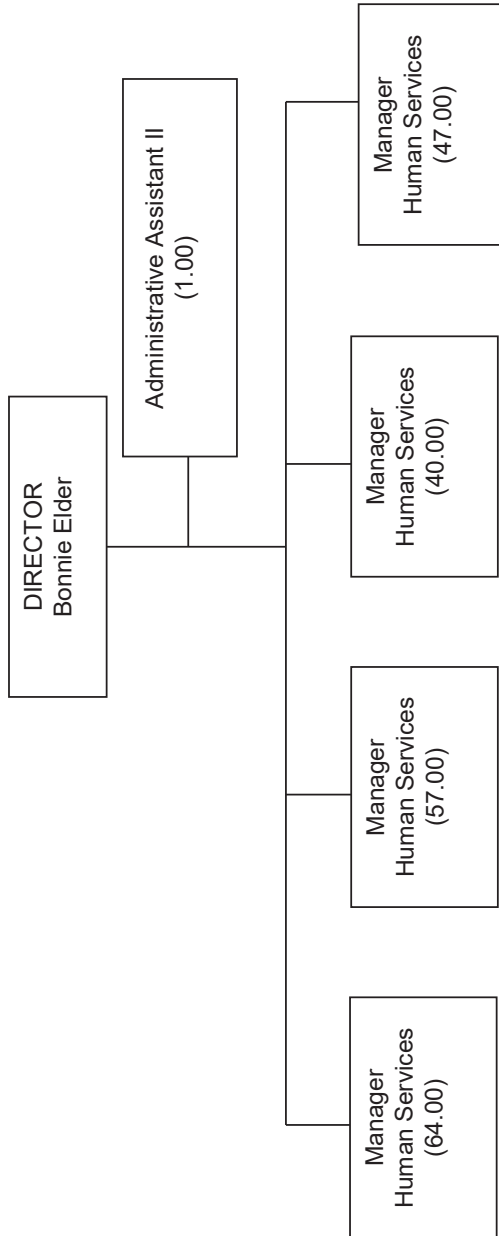 DIRECTOR
Bonnie Elder
Administrative Assistant II
(1.00)
Manager
Human Services
(64.00)
Manager
Human Services
(57.00)
Manager
Human Services
(40.00)
Manager
Human Services
(47.00)